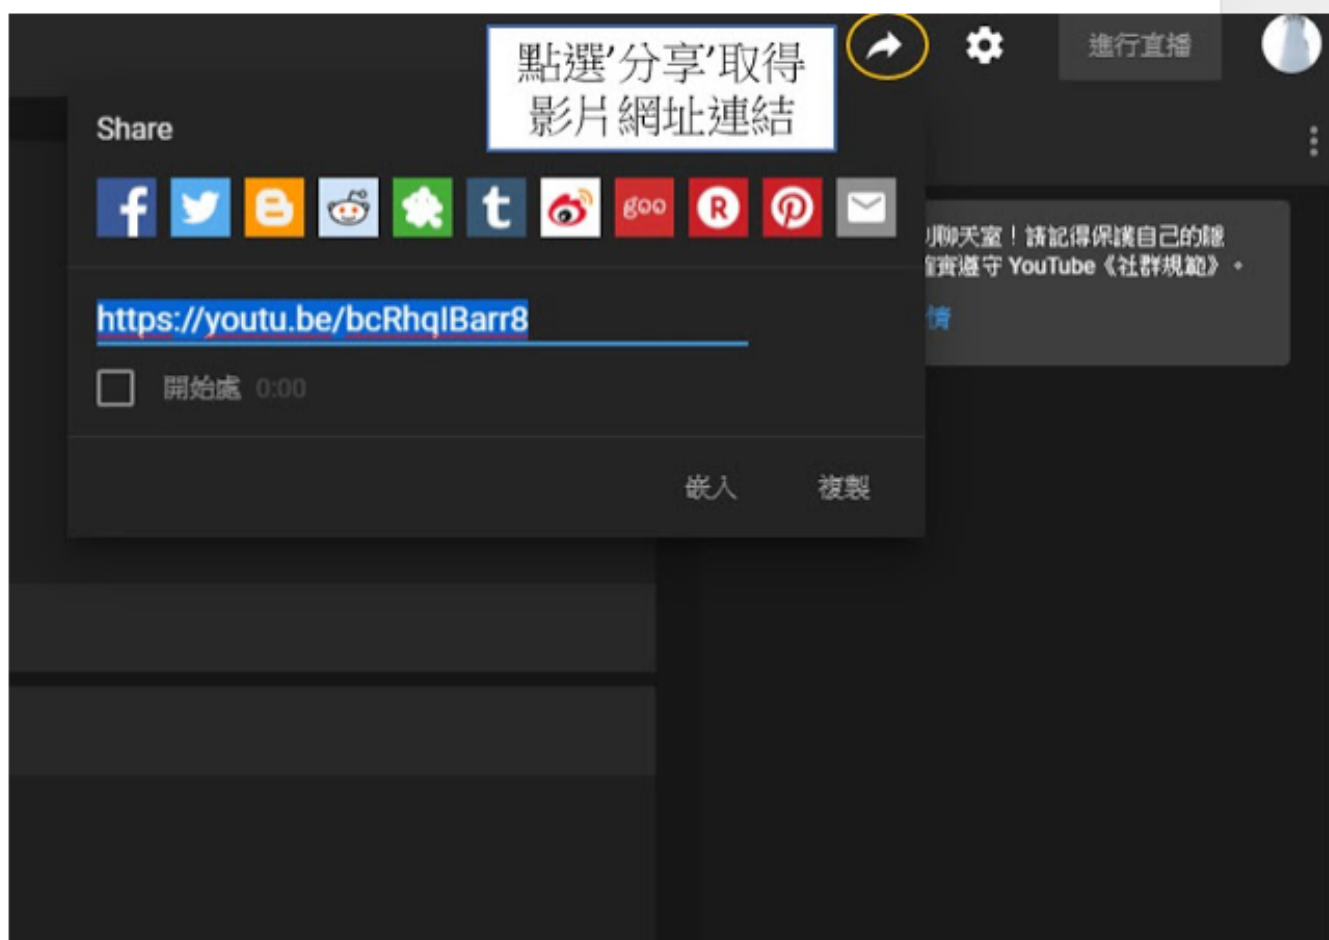 點選'分享'取得
影片網址連結
進行直播
Share
f
t
goo
R
聊天室！請記得保護自己的隱
確實遵守 YouTube《社群規範》。
情
https://youtu.be/bcRhqIBarr8
開始處 0:00
嵌入 複製